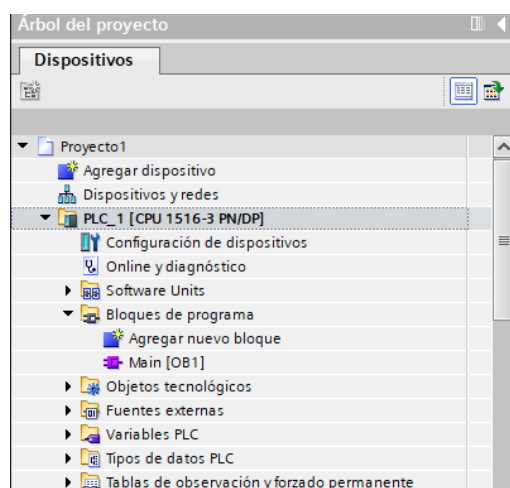 Árbol del proyecto
Dispositivos
Proyecto1
Agregar dispositivo
Dispositivos y redes
PLC_1 [CPU 1516-3 PN/DP]
Configuración de dispositivos
Online y diagnóstico
Software Units
Bloques de programa
Agregar nuevo bloque
Main [OB1]
Objetos tecnológicos
Fuentes externas
Variables PLC
Tipos de datos PLC
Tablas de observación y forzado permanente